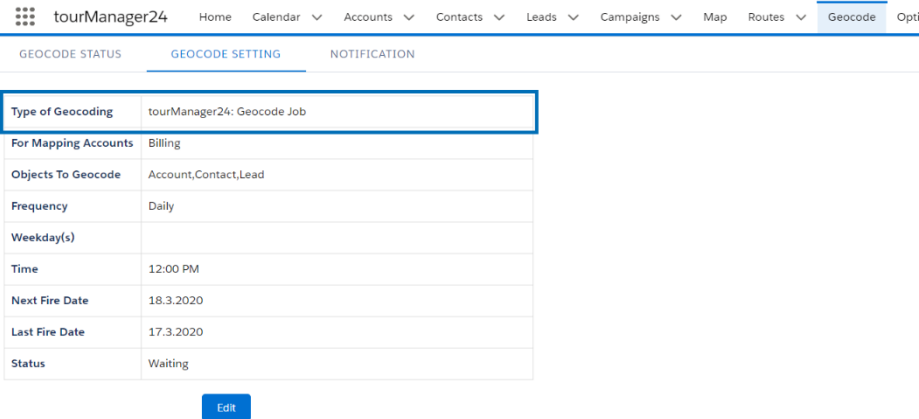 tourManager24 Home Calendar Accounts Contacts Leads Campaigns Map Routes Geocode
GEOCODE STATUS GEOCODE SETTING NOTIFICATION
Type of Geocoding tourManager24: Geocode Job
For Mapping Accounts Billing
Objects To Geocode Account,Contact,Lead
Frequency Daily
Weekday(s)
Time 12:00 PM
Next Fire Date 18.3.2020
Last Fire Date 17.3.2020
Status Waiting
Edit